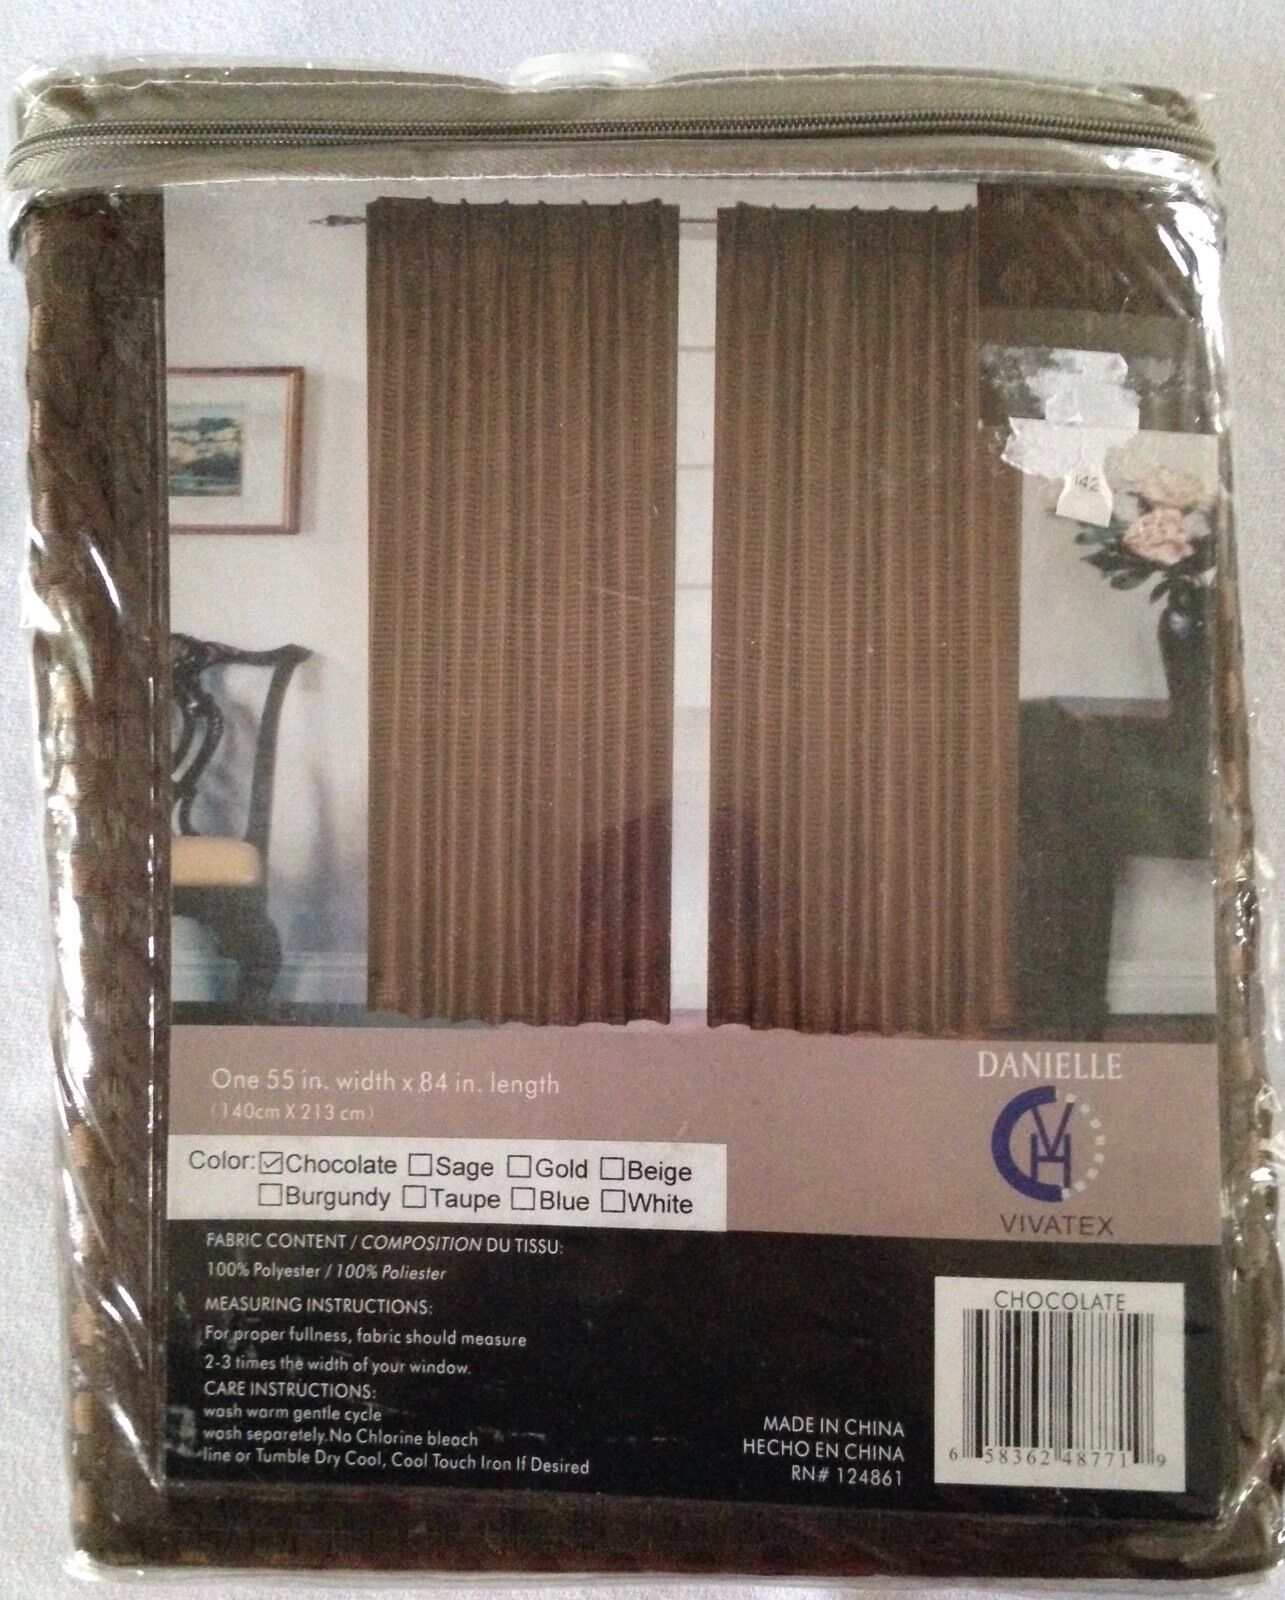 142
One 55 in. width x 84 in. length
(140cm X 213 cm)
DANIELLE
VH
VIVATEX
Color: ☑Chocolate ☐Sage ☐Gold ☐Beige
☐Burgundy ☐Taupe ☐Blue ☐White
FABRIC CONTENT / COMPOSITION DU TISSU:
100% Polyester / 100% Poliester
MEASURING INSTRUCTIONS:
For proper fullness, fabric should measure
2-3 times the width of your window.
CARE INSTRUCTIONS:
wash warm gentle cycle
wash separetely.No Chlorine bleach
line or Tumble Dry Cool, Cool Touch Iron If Desired
MADE IN CHINA
HECHO EN CHINA
RN# 124861
CHOCOLATE
6 58362 48771 9